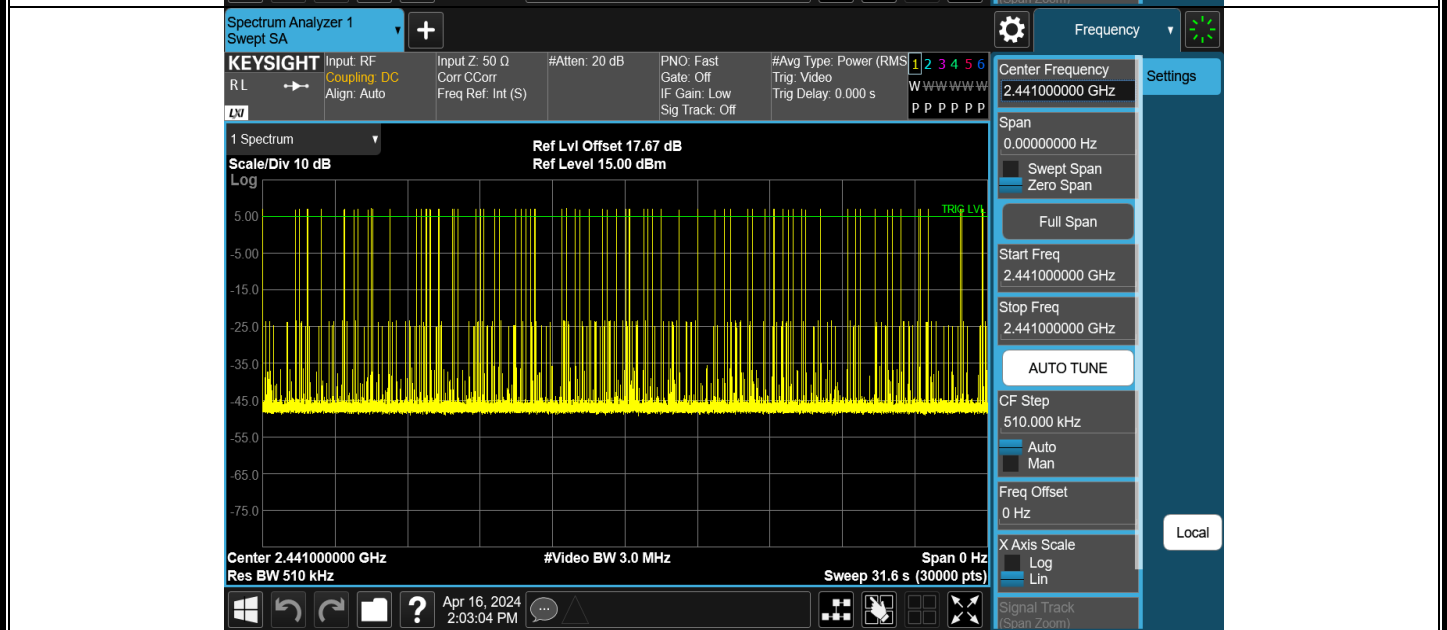 (Span Zoom)
Spectrum Analyzer 1
Swept SA
+
Frequency
KEYSIGHT
RL
LXI
Input: RF
Coupling: DC
Align: Auto
Input Z: 50 Ω
Corr CCorr
Freq Ref: Int (S)
#Atten: 20 dB
PNO: Fast
Gate: Off
IF Gain: Low
Sig Track: Off
#Avg Type: Power (RMS
Trig: Video
Trig Delay: 0.000 s
1 2 3 4 5 6
W W W W W W
P P P P P P
1 Spectrum
Scale/Div 10 dB
Log
Ref Lvl Offset 17.67 dB
Ref Level 15.00 dBm
TRIG LVL
5.00
-5.00
-15.0
-25.0
-35.0
-45.0
-55.0
-65.0
-75.0
Center 2.441000000 GHz
#Video BW 3.0 MHz
Span 0 Hz
Res BW 510 kHz
Sweep 31.6 s (30000 pts)
Center Frequency
2.441000000 GHz
Settings
Span
0.00000000 Hz
Swept Span
Zero Span
Full Span
Start Freq
2.441000000 GHz
Stop Freq
2.441000000 GHz
AUTO TUNE
CF Step
510.000 kHz
Auto
Man
Freq Offset
0 Hz
X Axis Scale
Log
Lin
Signal Track
(Span Zoom)
Local
?
Apr 16, 2024
2:03:04 PM